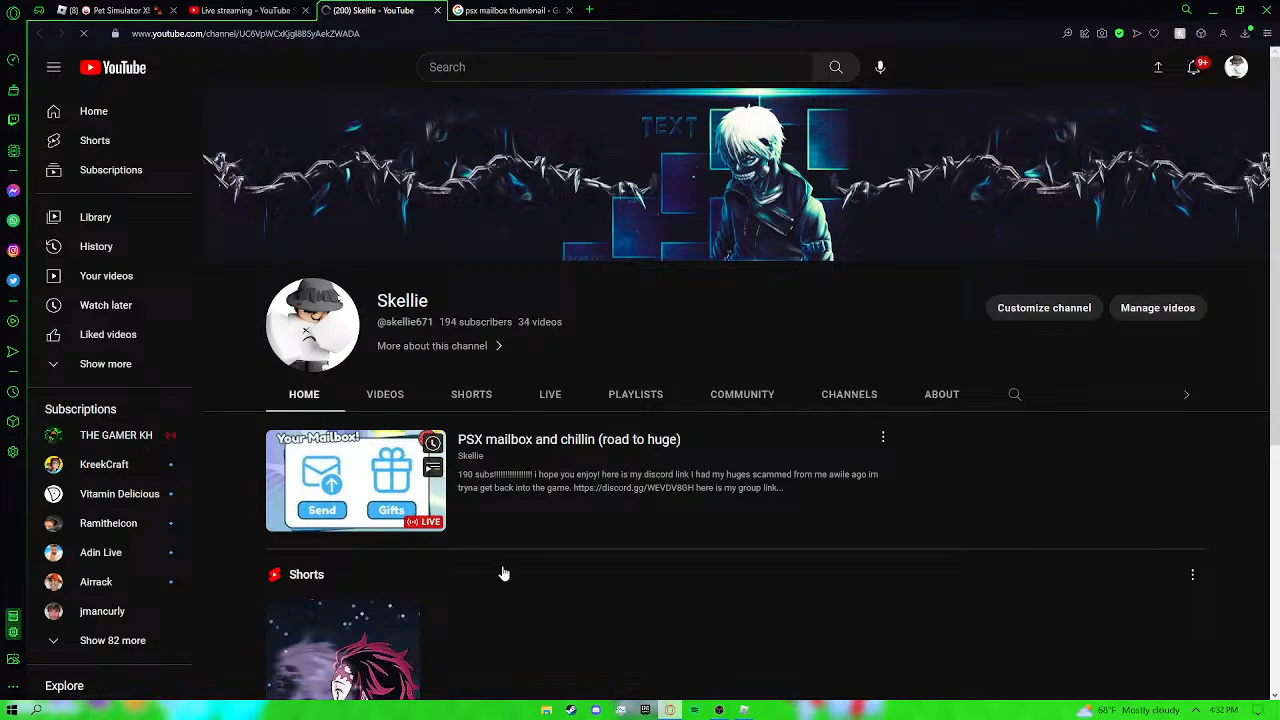 [8] 🔴 Pet Simulator X!
Live streaming - YouTube S
(200) Skellie - YouTube
psx mailbox thumbnail - G
www.youtube.com/channel/UC6VpWCxKjgl8BSyAekZWADA
YouTube
Search
9+
Home
Shorts
Subscriptions
Library
History
Your videos
Watch later
Liked videos
Show more
Subscriptions
THE GAMER KH
KreekCraft
Vitamin Delicious
Ramithecon
Adin Live
Airrack
jmancurly
Show 82 more
Explore
TEXT
Skellie
@skellie671 194 subscribers 34 videos
More about this channel
Customize channel
Manage videos
HOME VIDEOS SHORTS LIVE PLAYLISTS COMMUNITY CHANNELS ABOUT
Your Mailbox!
Send
Gifts
LIVE
PSX mailbox and chillin (road to huge)
Skellie
190 subs!!!!!!!!!!!!!!!!! i hope you enjoy! here is my discord link I had my huges scammed from me awile ago im
tryna get back into the game. https://discord.gg/WEVDV8GH here is my group link...
Shorts
68°F Mostly cloudy
4:32 PM